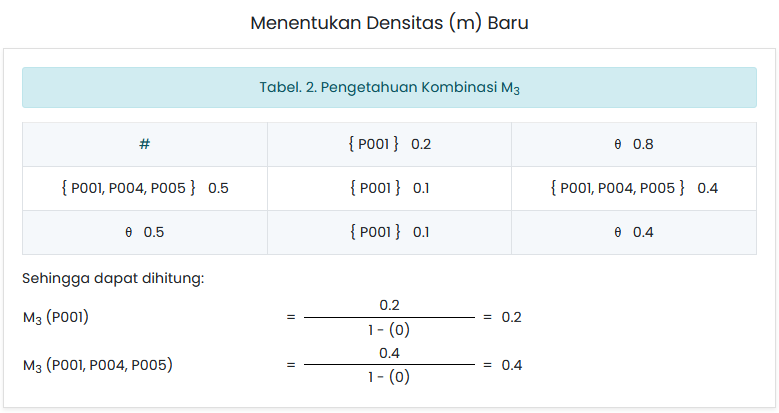 Menentukan Densitas (m) Baru
Tabel. 2. Pengetahuan Kombinasi M₃
# { P001 } 0.2 θ 0.8
{ P001, P004, P005 } 0.5 { P001 } 0.1 { P001, P004, P005 } 0.4
θ 0.5 { P001 } 0.1 θ 0.4
Sehingga dapat dihitung:
0.2
M₃ (P001) = = 0.2
1 - (0)
0.4
M₃ (P001, P004, P005) = = 0.4
1 - (0)